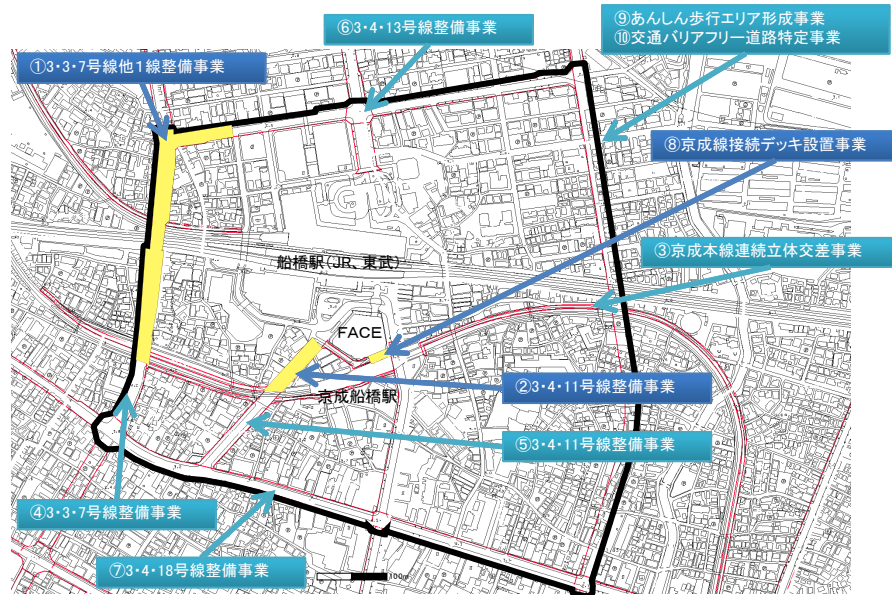 ⑥3・4・13号線整備事業
⑨あんしん歩行エリア形成事業
⑩交通バリアフリー道路特定事業
①3・3・7号線他1線整備事業
⑧京成線接続デッキ設置事業
③京成本線連続立体交差事業
船橋駅(JR、東武)
FACE
②3・4・11号線整備事業
京成船橋駅
⑤3・4・11号線整備事業
④3・3・7号線整備事業
⑦3・4・18号線整備事業
100m